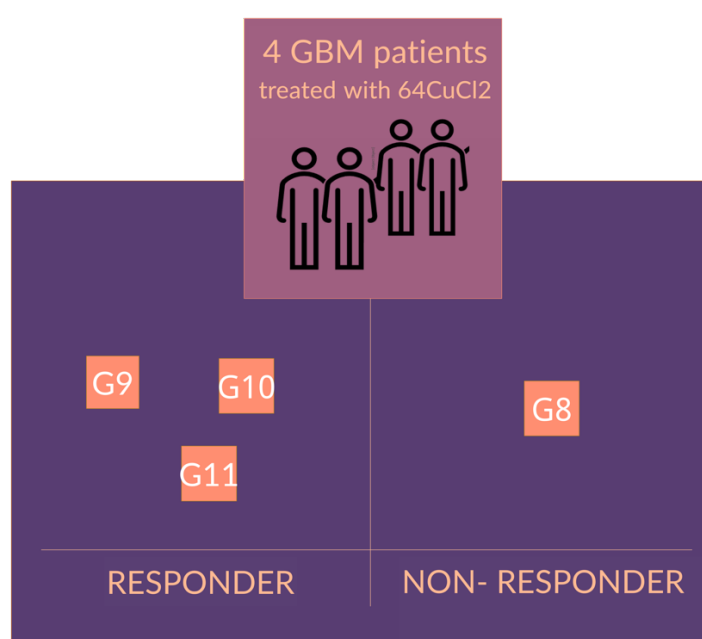 4 GBM patients
treated with 64CuCl2
G9
G10
G11
G8
RESPONDER
NON- RESPONDER